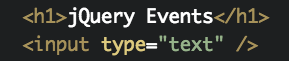 <h1>jQuery Events</h1>
<input type="text" />